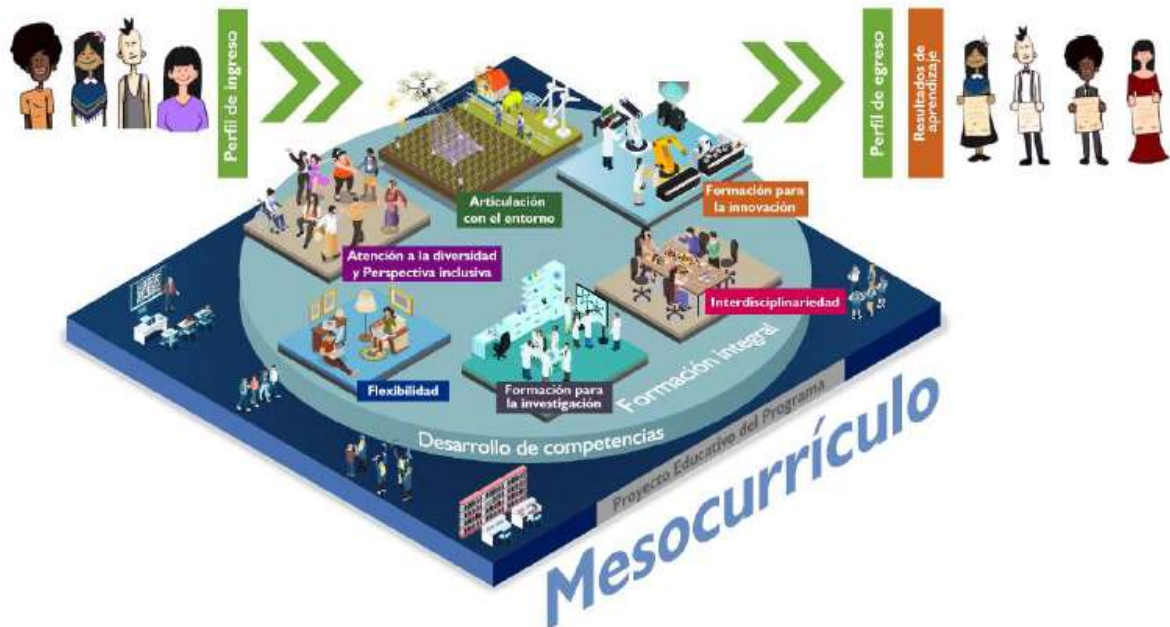 Perfil de ingreso
Perfil de egreso
Resultados de
aprendizaje
Articulación
con el entorno
Formación para
la innovación
Atención a la diversidad
y Perspectiva inclusiva
Interdisciplinariedad
Flexibilidad
Formación para
la investigación
Formación integral
Desarrollo de competencias
Proyecto Educativo del Programa
Mesocurrículo